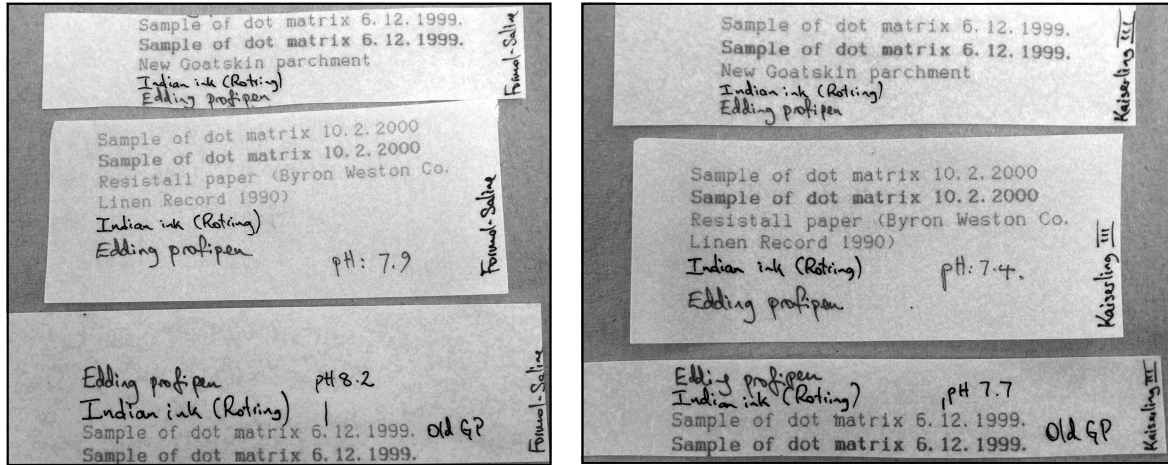 Sample of dot matrix 6.12.1999.
Sample of dot matrix 6.12.1999.
New Goatskin parchment
Indian ink (Rotring)
Edding profipen
Formol-Saline
Sample of dot matrix 10.2.2000
Sample of dot matrix 10.2.2000
Resistall paper (Byron Weston Co.
Linen Record 1990)
Indian ink (Rotring)
Edding profipen
pH: 7.9
Formol-Saline
Edding profipen pH 8.2
Indian ink (Rotring) |
Sample of dot matrix 6.12.1999. Old GP
Sample of dot matrix 6.12.1999.
Formol-Saline
Sample of dot matrix 6.12.1999.
Sample of dot matrix 6.12.1999.
New Goatskin parchment
Indian ink (Rotring)
Edding profipen
Kaiserling III
Sample of dot matrix 10.2.2000
Sample of dot matrix 10.2.2000
Resistall paper (Byron Weston Co.
Linen Record 1990)
Indian ink (Rotring) pH: 7.4.
Edding profipen
Kaiserling III
Edding profipen
Indian ink (Rotring) pH 7.7
Sample of dot matrix 6.12.1999. Old GP
Sample of dot matrix 6.12.1999.
Kaiserling III